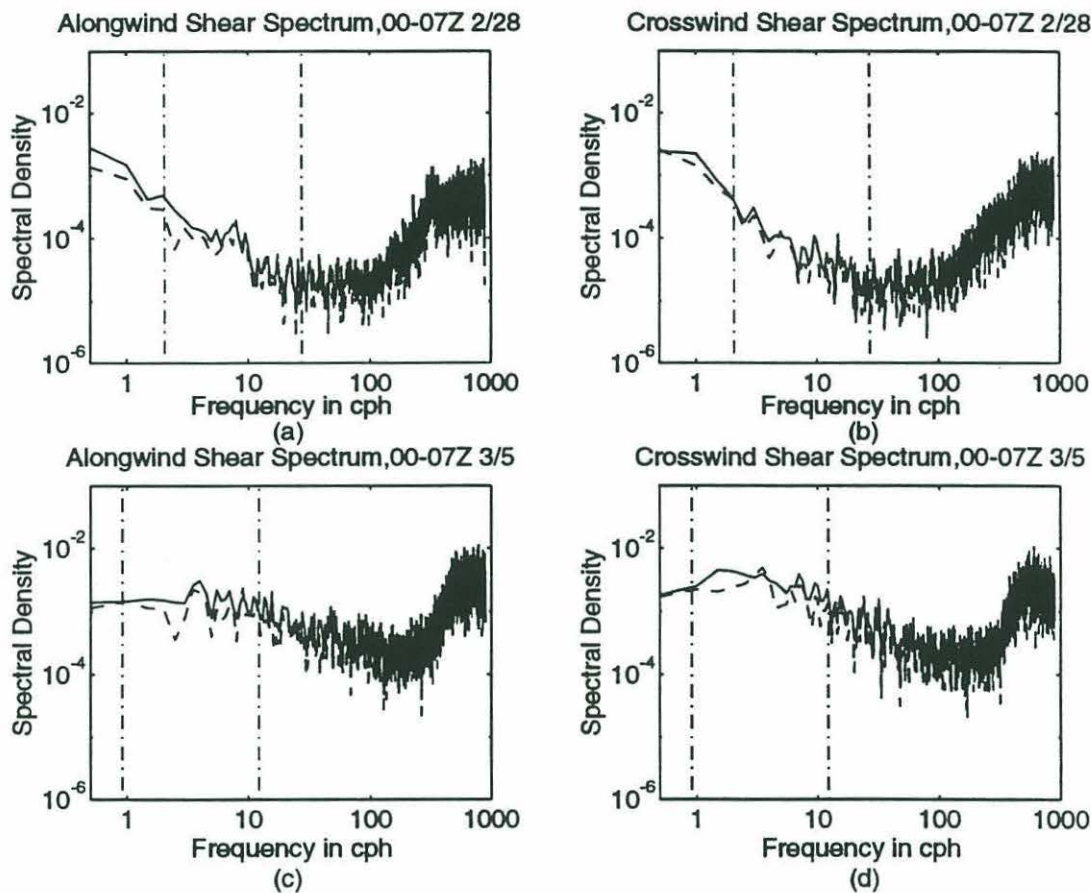 Alongwind Shear Spectrum,00-07Z 2/28
Spectral Density
10-2
10-4
10-6
1 10 100 1000
Frequency in cph
(a)
Crosswind Shear Spectrum,00-07Z 2/28
Spectral Density
10-2
10-4
10-6
1 10 100 1000
Frequency in cph
(b)
Alongwind Shear Spectrum,00-07Z 3/5
Spectral Density
10-2
10-4
10-6
1 10 100 1000
Frequency in cph
(c)
Crosswind Shear Spectrum,00-07Z 3/5
Spectral Density
10-2
10-4
10-6
1 10 100 1000
Frequency in cph
(d)